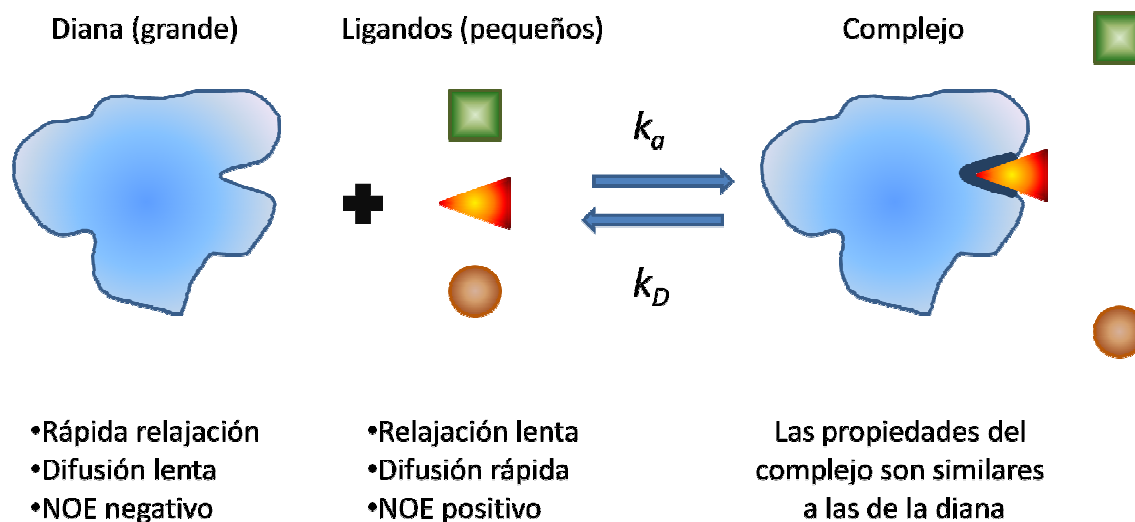 Diana (grande)
Ligandos (pequeños)
Complejo
k_a
k_D
•Rápida relajación
•Difusión lenta
•NOE negativo
•Relajación lenta
•Difusión rápida
•NOE positivo
Las propiedades del
complejo son similares
a las de la diana